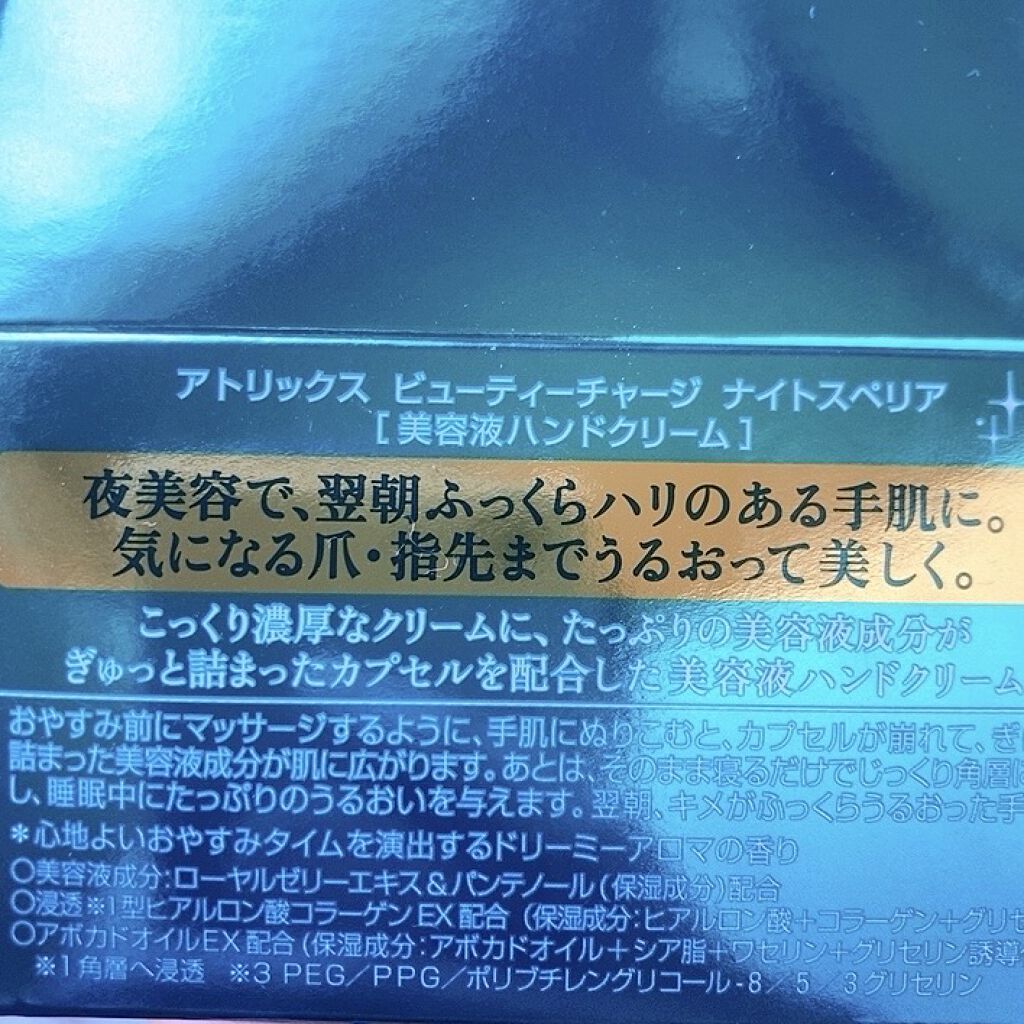 アトリックス ビューティーチャージ ナイトスペリア
[美容液ハンドクリーム]
夜美容で、翌朝ふっくらハリのある手肌に。
気になる爪・指先までうるおって美しく。
こっくり濃厚なクリームに、たっぷりの美容液成分が
ぎゅっと詰まったカプセルを配合した美容液ハンドクリーム
おやすみ前にマッサージするように、手肌にぬりこむと、カプセルが崩れて、ぎ
詰まった美容液成分が肌に広がります。あとは、そのまま寝るだけでじっくり角層に
し、睡眠中にたっぷりのうるおいを与えます。翌朝、キメがふっくらうるおった手
*心地よいおやすみタイムを演出するドリーミーアロマの香り
○美容液成分:ローヤルゼリーエキス&パンテノール(保湿成分)配合
○浸透※1型ヒアルロン酸コラーゲンEX配合(保湿成分:ヒアルロン酸+コラーゲン+グリセ
○アボカドオイルEX配合(保湿成分:アボカドオイル+シア脂+ワセリン+グリセリン誘導
※1角層へ浸透 ※3 PEG/PPG/ポリブチレングリコール-8/5/3グリセリン